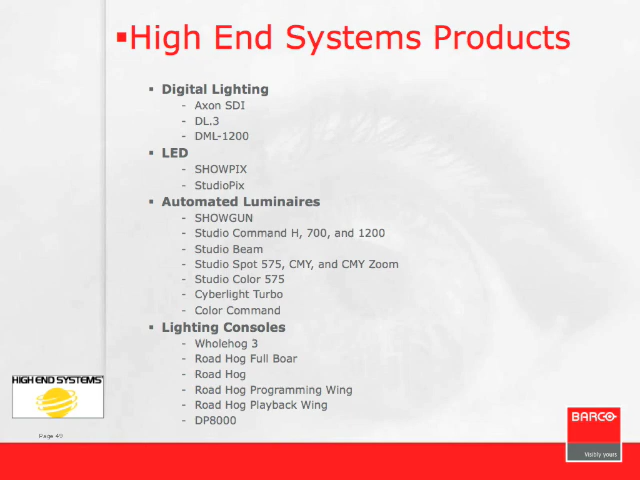 ▪High End Systems Products
▪ Digital Lighting
- Axon SDI
- DL.3
- DML-1200
▪ LED
- SHOWPIX
- StudioPix
▪ Automated Luminaires
- SHOWGUN
- Studio Command H, 700, and 1200
- Studio Beam
- Studio Spot 575, CMY, and CMY Zoom
- Studio Color 575
- Cyberlight Turbo
- Color Command
▪ Lighting Consoles
- Wholehog 3
- Road Hog Full Boar
- Road Hog
- Road Hog Programming Wing
- Road Hog Playback Wing
- DP8000
HIGH END SYSTEMS
Page 49
BARCO
Visibly yours